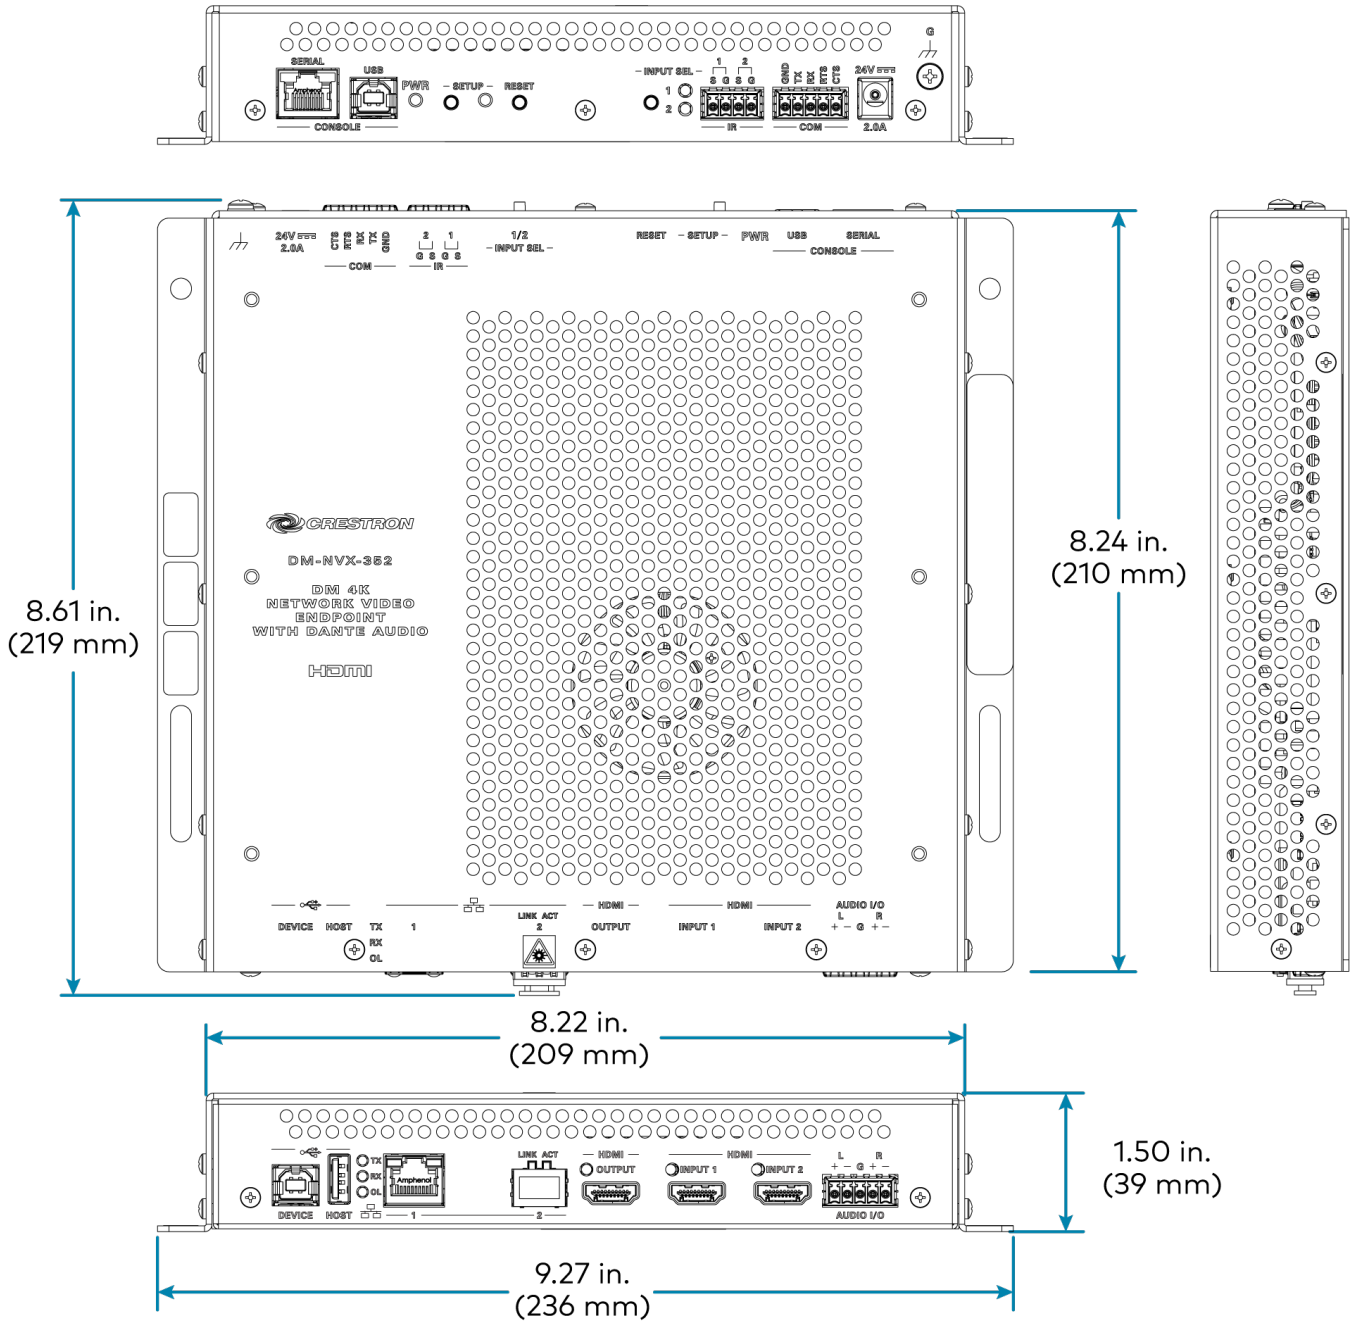 G
SERIAL
USB
PWR
SETUP
RESET
CONSOLE
INPUT SEL
1
2
1 2
S G S G
IR
GND TX RX RTS CTS
COM
24V
2.0A
24V
2.0A
CTS RTS RX TX GND
COM
2 1
G S G S
IR
1/2
INPUT SEL
RESET
SETUP
PWR
USB
SERIAL
CONSOLE
CRESTRON
DM-NVX-352
DM 4K
NETWORK VIDEO
ENDPOINT
WITH DANTE AUDIO
HDMI
8.61 in.
(219 mm)
8.24 in.
(210 mm)
DEVICE HOST
TX
RX
OL
1
LINK ACT
2
HDMI
OUTPUT
HDMI
INPUT 1
INPUT 2
AUDIO I/O
L R
+ − G + −
8.22 in.
(209 mm)
DEVICE HOST
TX
RX
OL
Amphenol
1
LINK ACT
2
HDMI
OUTPUT
HDMI
INPUT 1
INPUT 2
L R
+ − G + −
AUDIO I/O
1.50 in.
(39 mm)
9.27 in.
(236 mm)